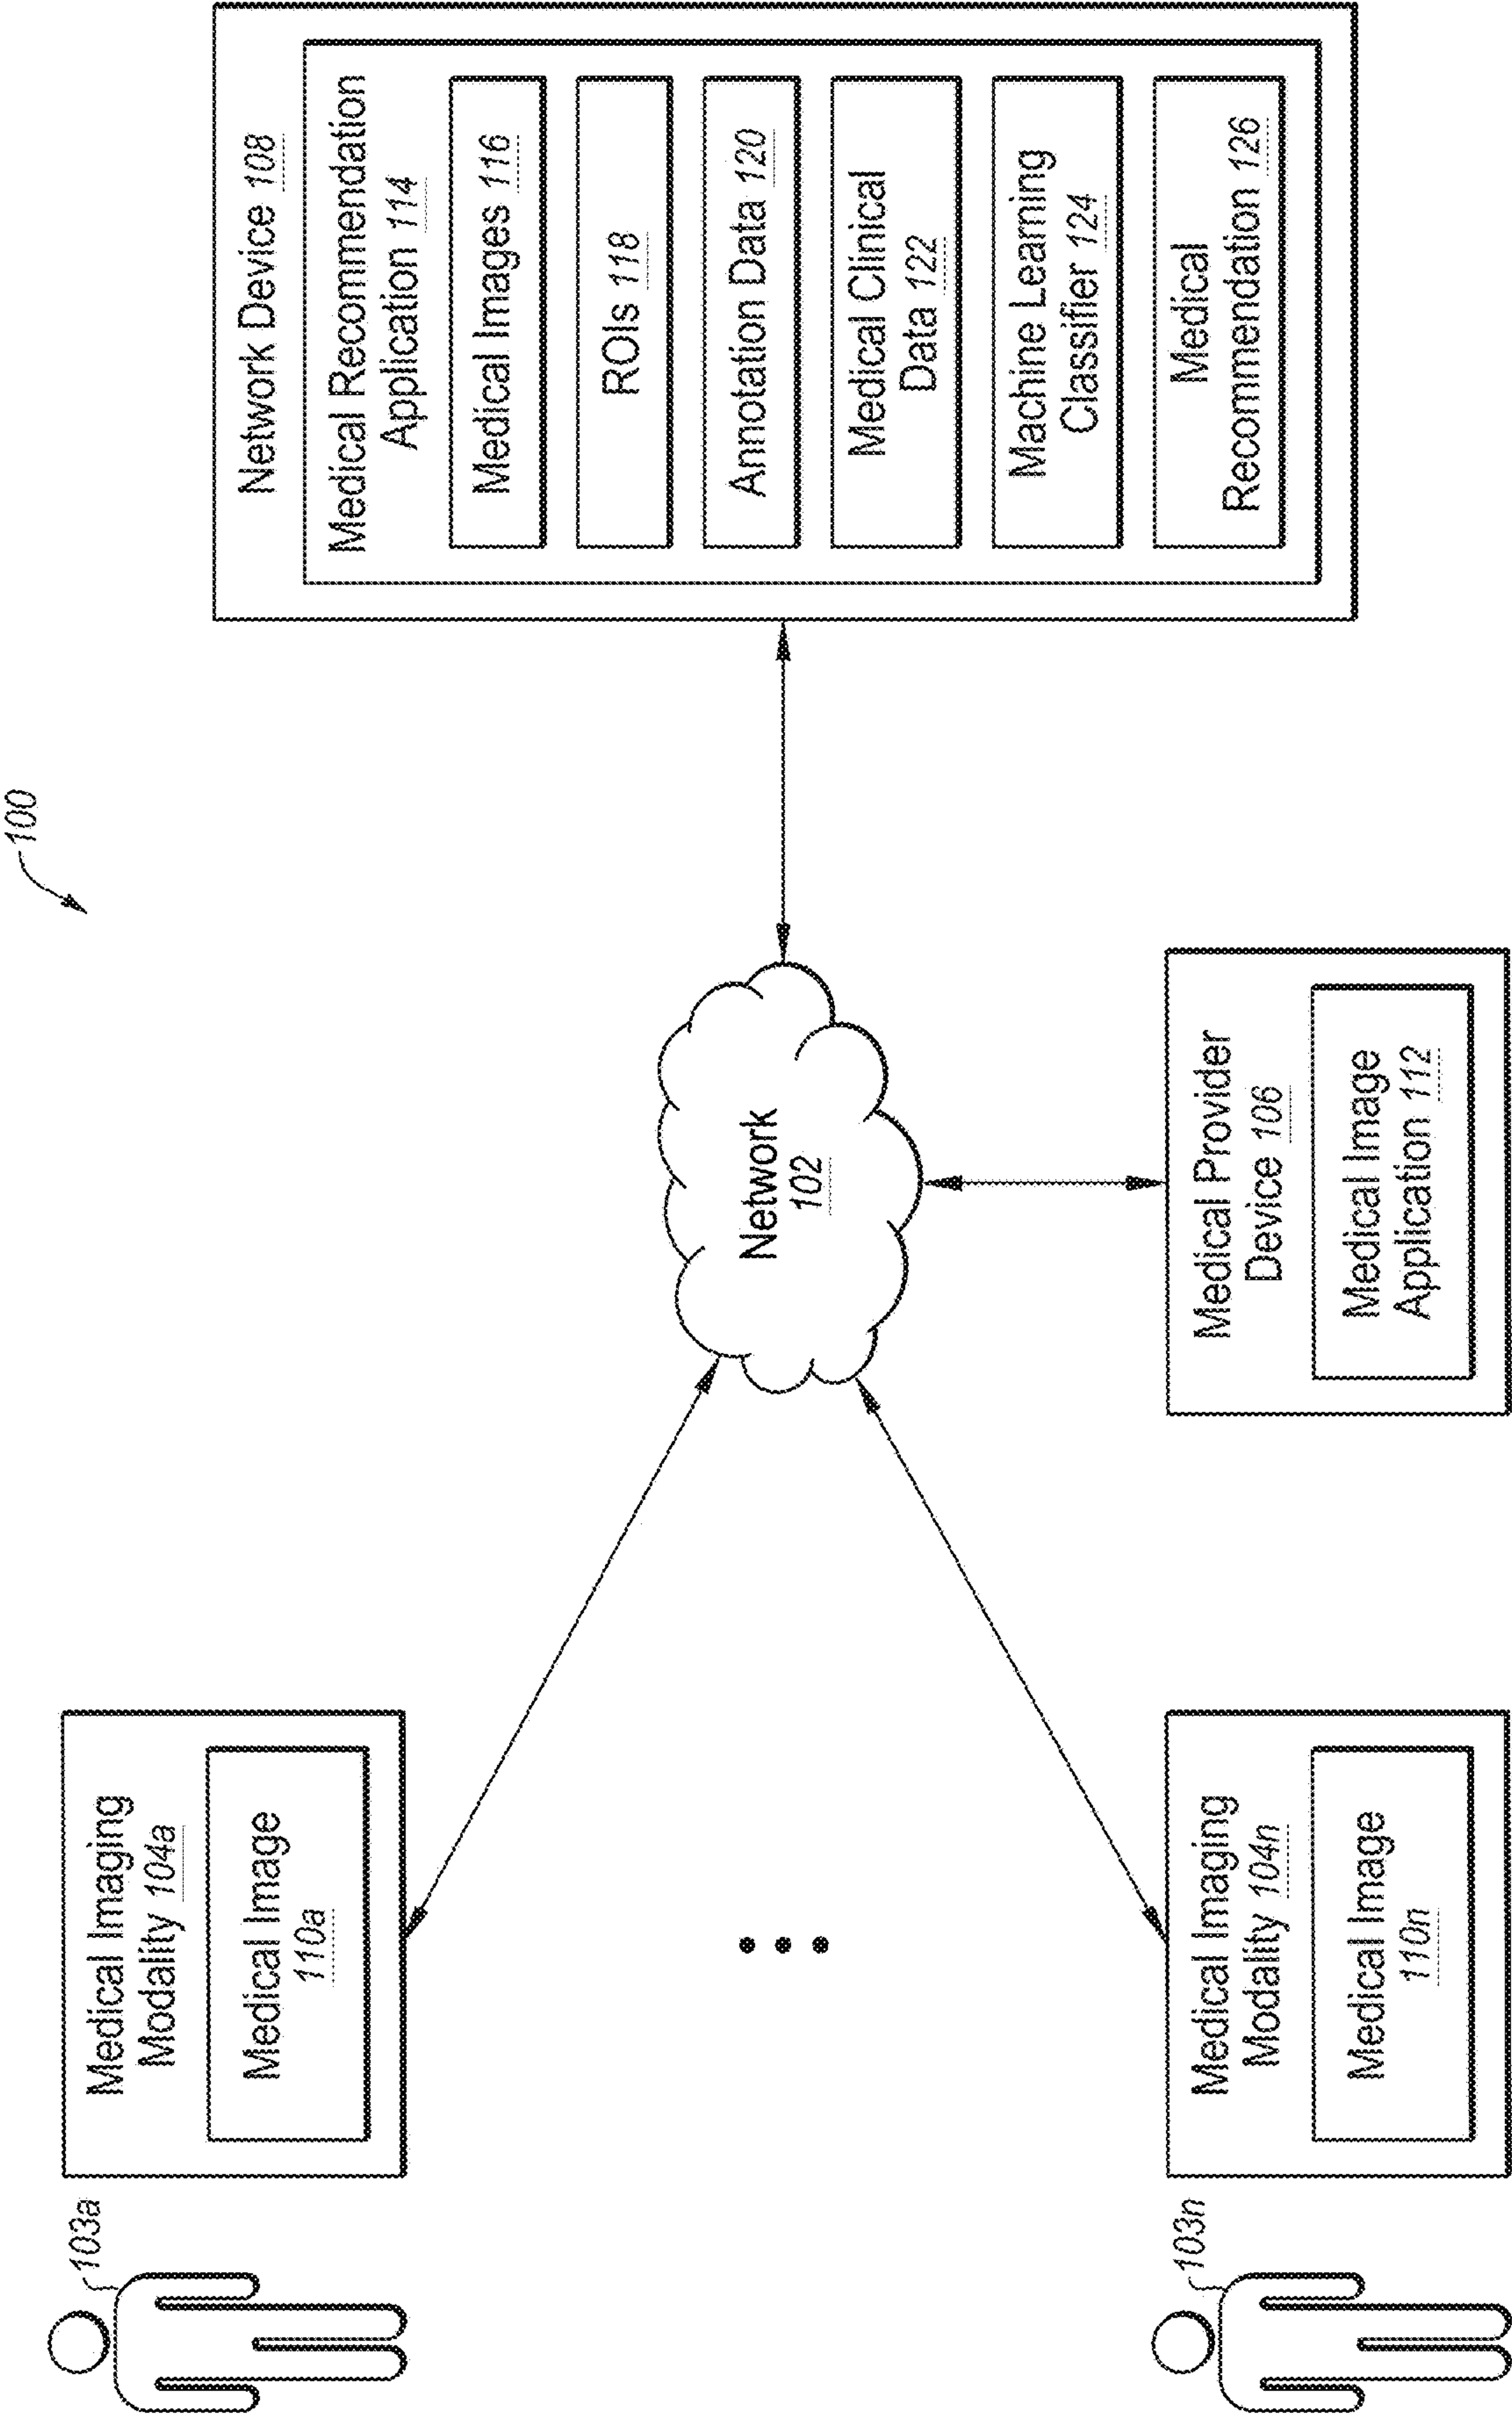 100
103a
Medical Imaging
Modality 104a
Medical Image
110a
103n
Medical Imaging
Modality 104n
Medical Image
110n
Network
102
Medical Provider
Device 106
Medical Image
Application 112
Network Device 108
Medical Recommendation
Application 114
Medical Images 116
ROIs 118
Annotation Data 120
Medical Clinical
Data 122
Machine Learning
Classifier 124
Medical
Recommendation 126